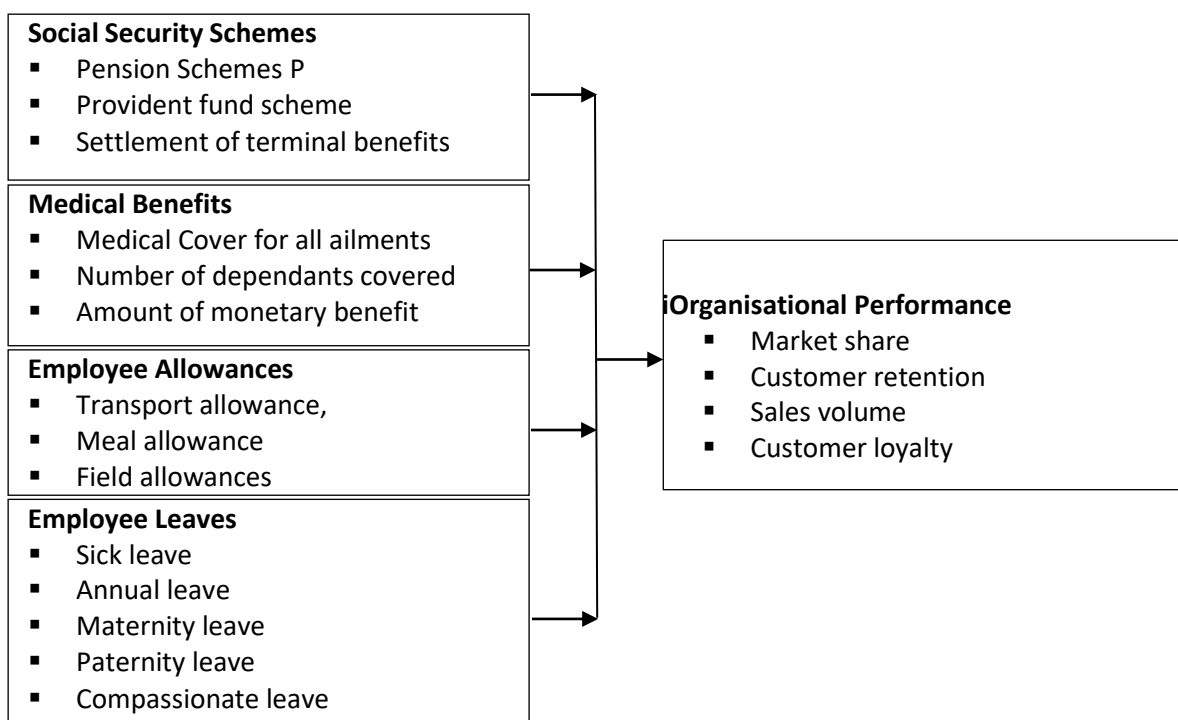 Social Security Schemes
▪ Pension Schemes P
▪ Provident fund scheme
▪ Settlement of terminal benefits
Medical Benefits
▪ Medical Cover for all ailments
▪ Number of dependants covered
▪ Amount of monetary benefit
Employee Allowances
▪ Transport allowance,
▪ Meal allowance
▪ Field allowances
Employee Leaves
▪ Sick leave
▪ Annual leave
▪ Maternity leave
▪ Paternity leave
▪ Compassionate leave
iOrganisational Performance
▪ Market share
▪ Customer retention
▪ Sales volume
▪ Customer loyalty